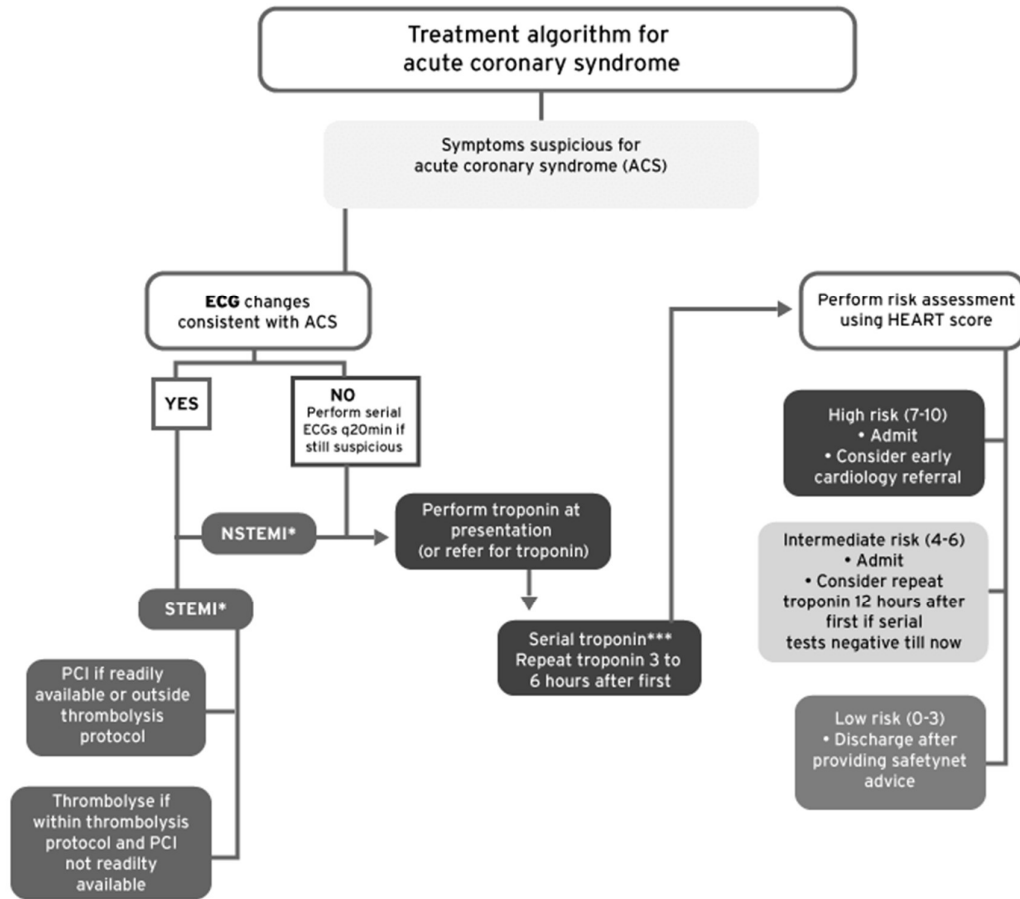 Treatment algorithm for
acute coronary syndrome
Symptoms suspicious for
acute coronary syndrome (ACS)
ECG changes
consistent with ACS
YES
NO
Perform serial
ECGs q20min if
still suspicious
NSTEMI*
STEMI*
PCI if readily
available or outside
thrombolysis
protocol
Thrombolyse if
within thrombolysis
protocol and PCI
not readilty
available
Perform troponin at
presentation
(or refer for troponin)
Serial troponin***
Repeat troponin 3 to
6 hours after first
Perform risk assessment
using HEART score
High risk (7-10)
• Admit
• Consider early
cardiology referral
Intermediate risk (4-6)
• Admit
• Consider repeat
troponin 12 hours after
first if serial
tests negative till now
Low risk (0-3)
• Discharge after
providing safetynet
advice